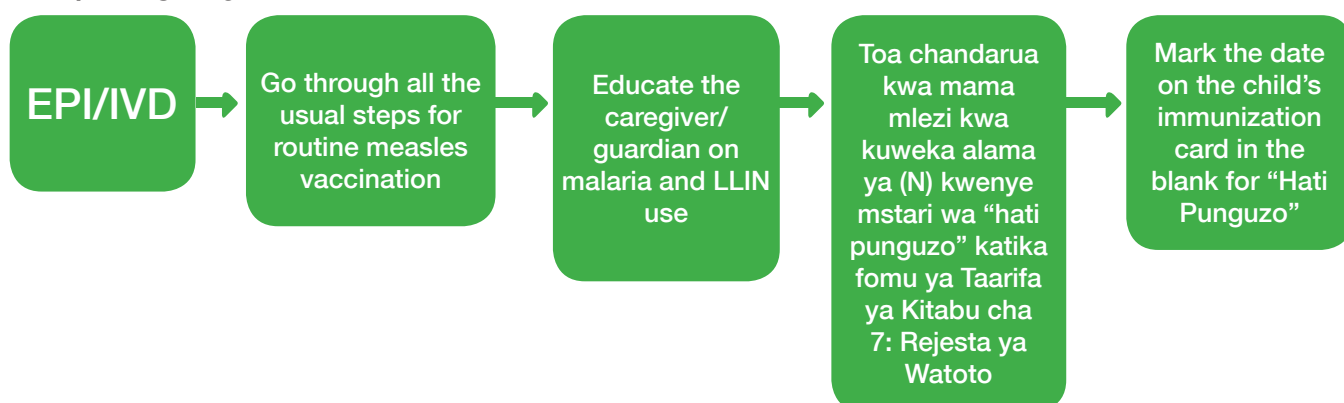 EPI/IVD
Go through all the
usual steps for
routine measles
vaccination
Educate the
caregiver/
guardian on
malaria and LLIN
use
Toa chandarua
kwa mama
mlezi kwa
kuweka alama
ya (N) kwenye
mstari wa “hati
punguzo” katika
fomu ya Taarifa
ya Kitabu cha
7: Rejesta ya
Watoto
Mark the date
on the child’s
immunization
card in the
blank for “Hati
Punguzo”